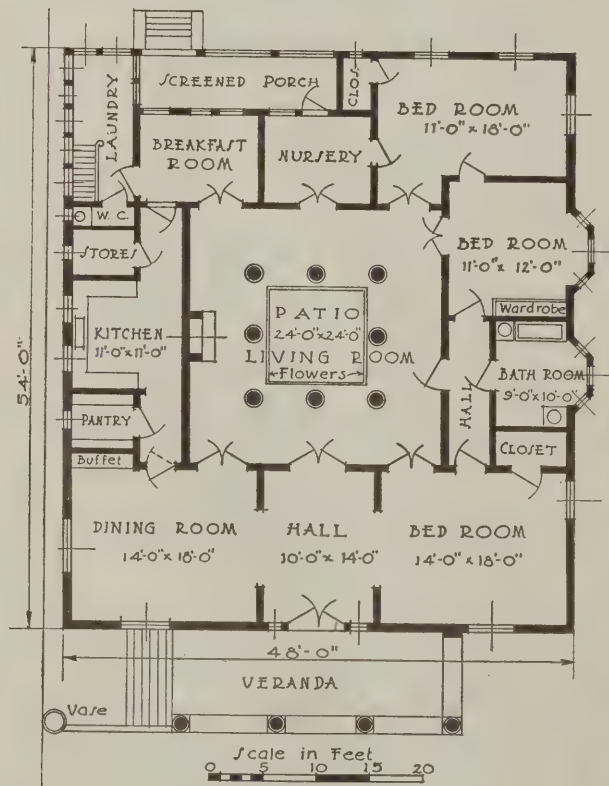 LAUNDRY
SCREENED PORCH
CLOS.
BED ROOM
11'-0" x 18'-0"
BREAKFAST
ROOM
NURSERY
W.C.
STORES
BED ROOM
11'-0" x 12'-0"
Wardrobe
PATIO
24'-0" x 24'-0"
LIVING ROOM
Flowers
KITCHEN
11'-0" x 11'-0"
54'-0"
HALL
BATH ROOM
9'-0" x 10'-0"
PANTRY
CLOSET
Buffet
DINING ROOM
14'-0" x 18'-0"
HALL
10'-0" x 14'-0"
BED ROOM
14'-0" x 18'-0"
48'-0"
VERANDA
Vase
Scale in Feet
0 5 10 15 20